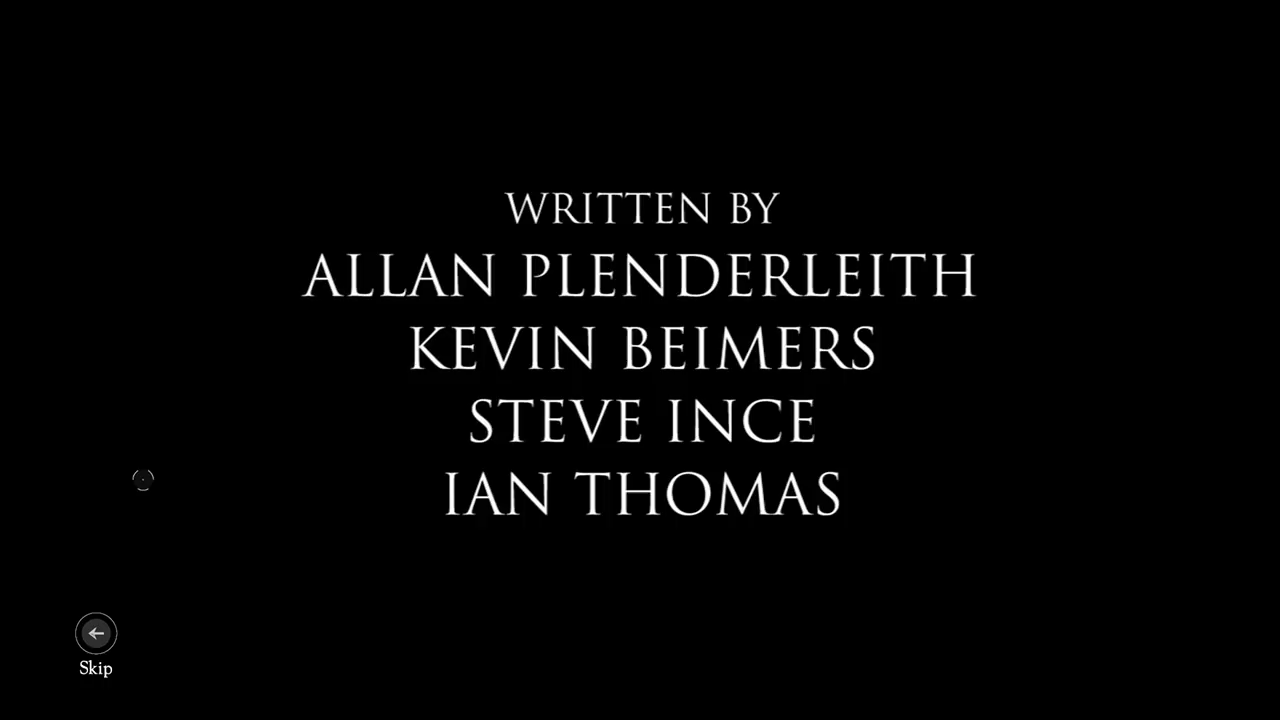 WRITTEN BY
ALLAN PLENDERLEITH
KEVIN BEIMERS
STEVE INCE
IAN THOMAS
Skip